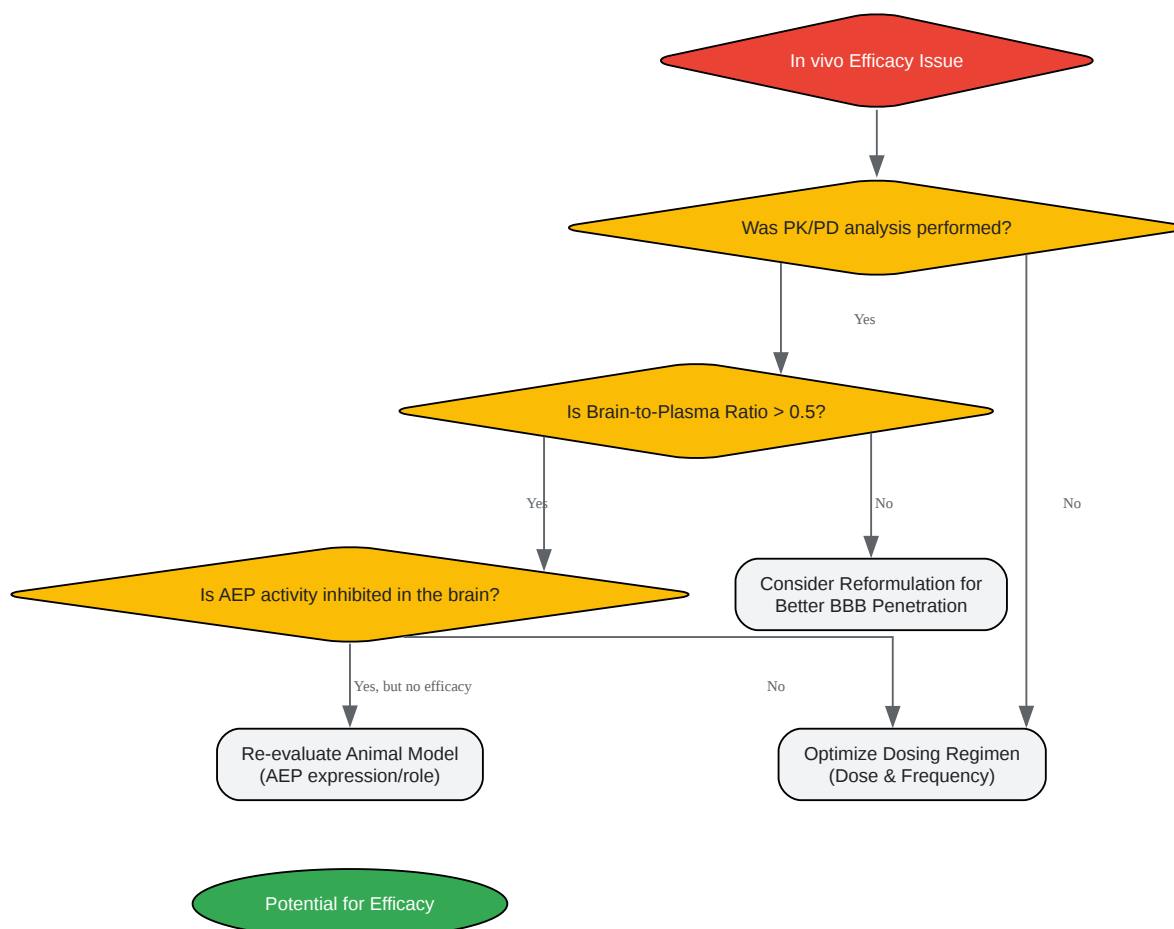 In vivo Efficacy Issue
Was PK/PD analysis performed?
Yes
Is Brain-to-Plasma Ratio > 0.5?
Yes
No
No
Is AEP activity inhibited in the brain?
Consider Reformulation for
Better BBB Penetration
Yes, but no efficacy
No
Re-evaluate Animal Model
(AEP expression/role)
Optimize Dosing Regimen
(Dose & Frequency)
Potential for Efficacy